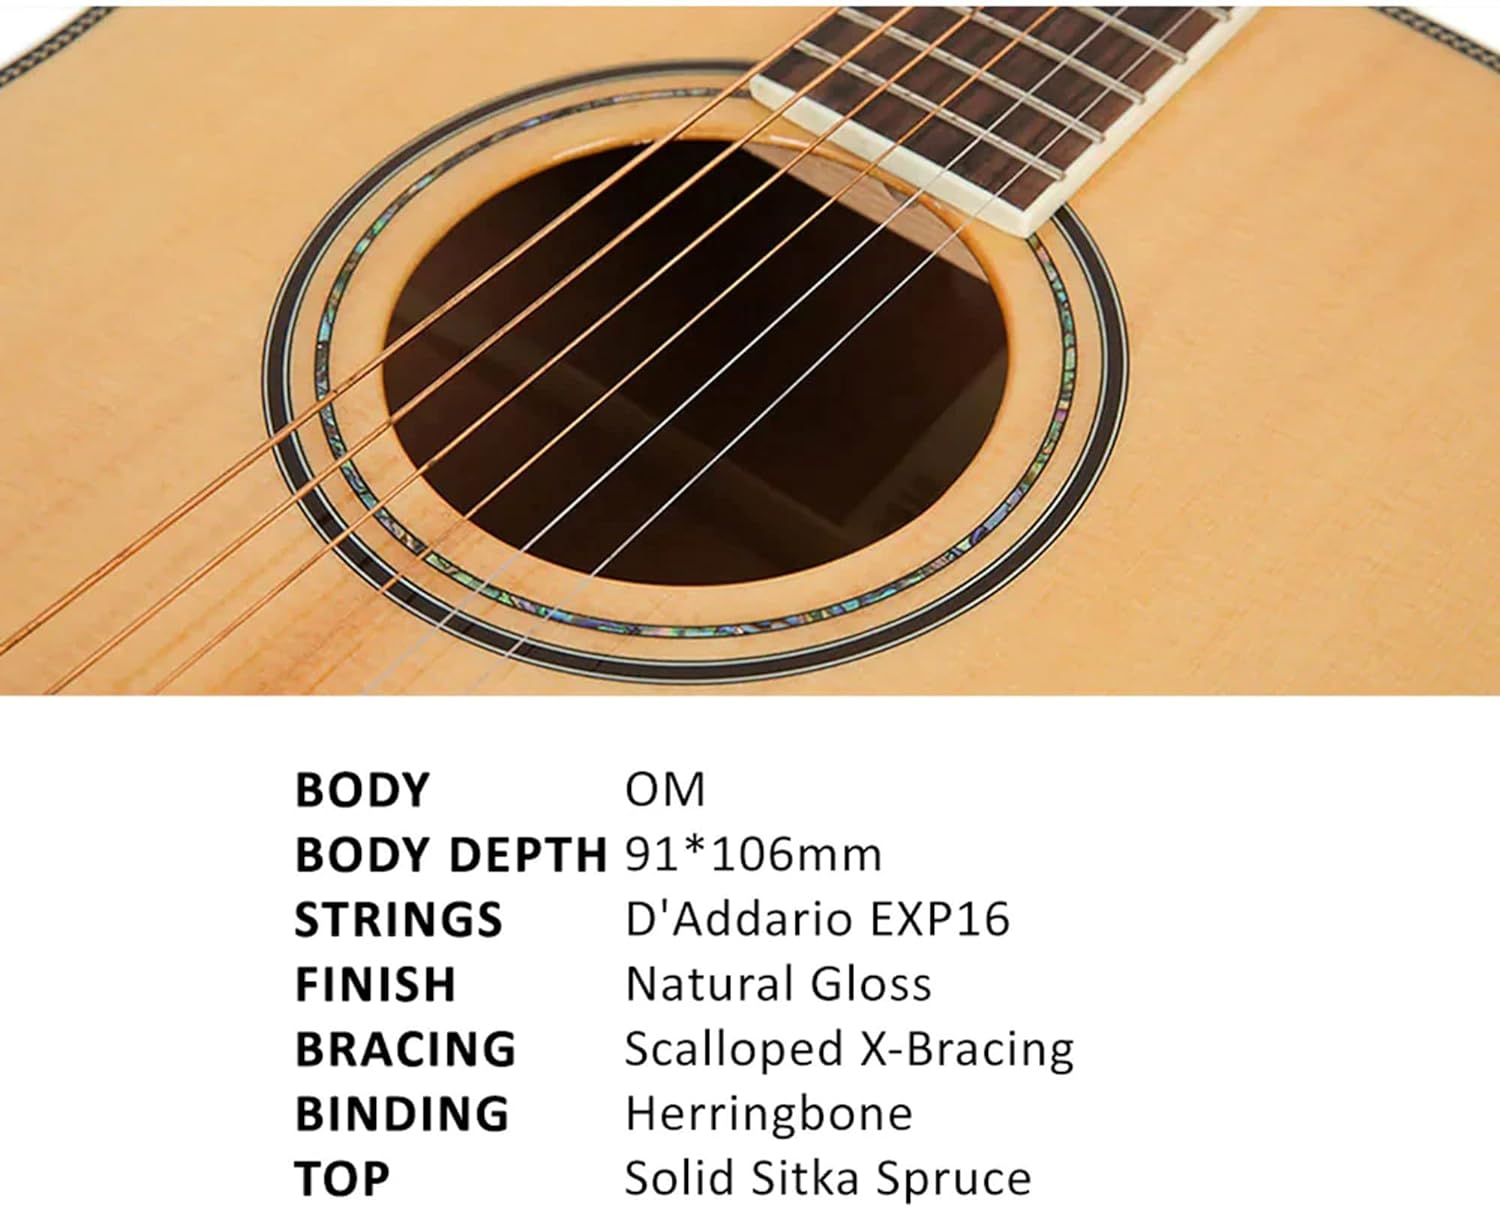 BODY OM
BODY DEPTH 91*106mm
STRINGS D'Addario EXP16
FINISH Natural Gloss
BRACING Scalloped X-Bracing
BINDING Herringbone
TOP Solid Sitka Spruce